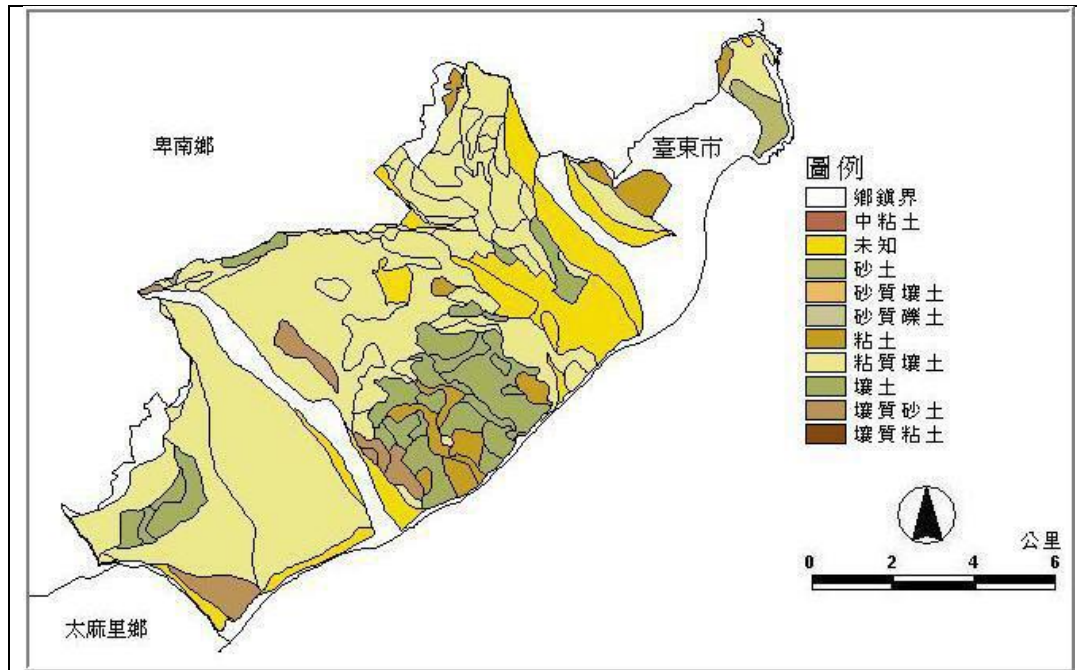 卑南鄉
臺東市
圖例
鄉鎮界
中粘土
未知
砂土
砂質壤土
砂質礫土
粘土
粘質壤土
壤土
壤質砂土
壤質粘土
公里
0 2 4 6
太麻里鄉